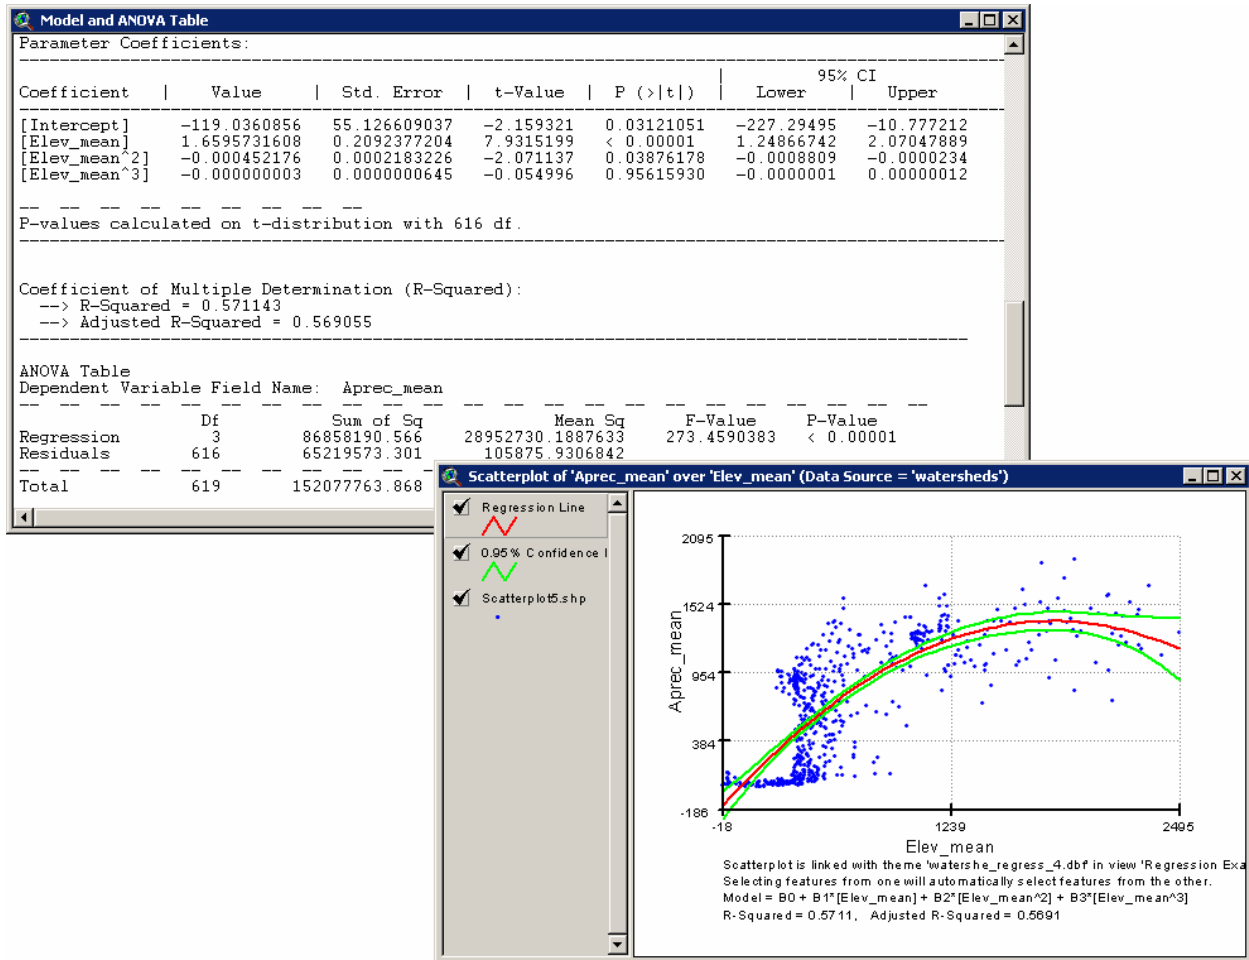 Model and ANOVA Table
Parameter Coefficients:
| 95% CI
Coefficient | Value | Std. Error | t-Value | P (>|t|) | Lower | Upper
[Intercept] -119.0360856 55.126609037 -2.159321 0.03121051 -227.29495 -10.777212
[Elev_mean] 1.6595731608 0.2092377204 7.9315199 < 0.00001 1.24866742 2.07047889
[Elev_mean^2] -0.000452176 0.0002183226 -2.071137 0.03876178 -0.0008809 -0.0000234
[Elev_mean^3] -0.000000003 0.0000000645 -0.054996 0.95615930 -0.0000001 0.00000012
P-values calculated on t-distribution with 616 df.
Coefficient of Multiple Determination (R-Squared):
--> R-Squared = 0.571143
--> Adjusted R-Squared = 0.569055
ANOVA Table
Dependent Variable Field Name: Aprec_mean
Df Sum of Sq Mean Sq F-Value P-Value
Regression 3 86858190.566 28952730.1887633 273.4590383 < 0.00001
Residuals 616 65219573.301 105875.9306842
Total 619 152077763.868
Scatterplot of 'Aprec_mean' over 'Elev_mean' (Data Source = 'watersheds')
Regression Line
0.95% Confidence I
Scatterplot5.shp
2095
1524
954
384
-186
Aprec_mean
-18 1239 2495
Elev_mean
Scatterplot is linked with theme 'watershe_regress_4.dbf' in view 'Regression Exa
Selecting features from one will automatically select features from the other.
Model = B0 + B1*[Elev_mean] + B2*[Elev_mean^2] + B3*[Elev_mean^3]
R-Squared = 0.5711, Adjusted R-Squared = 0.5691